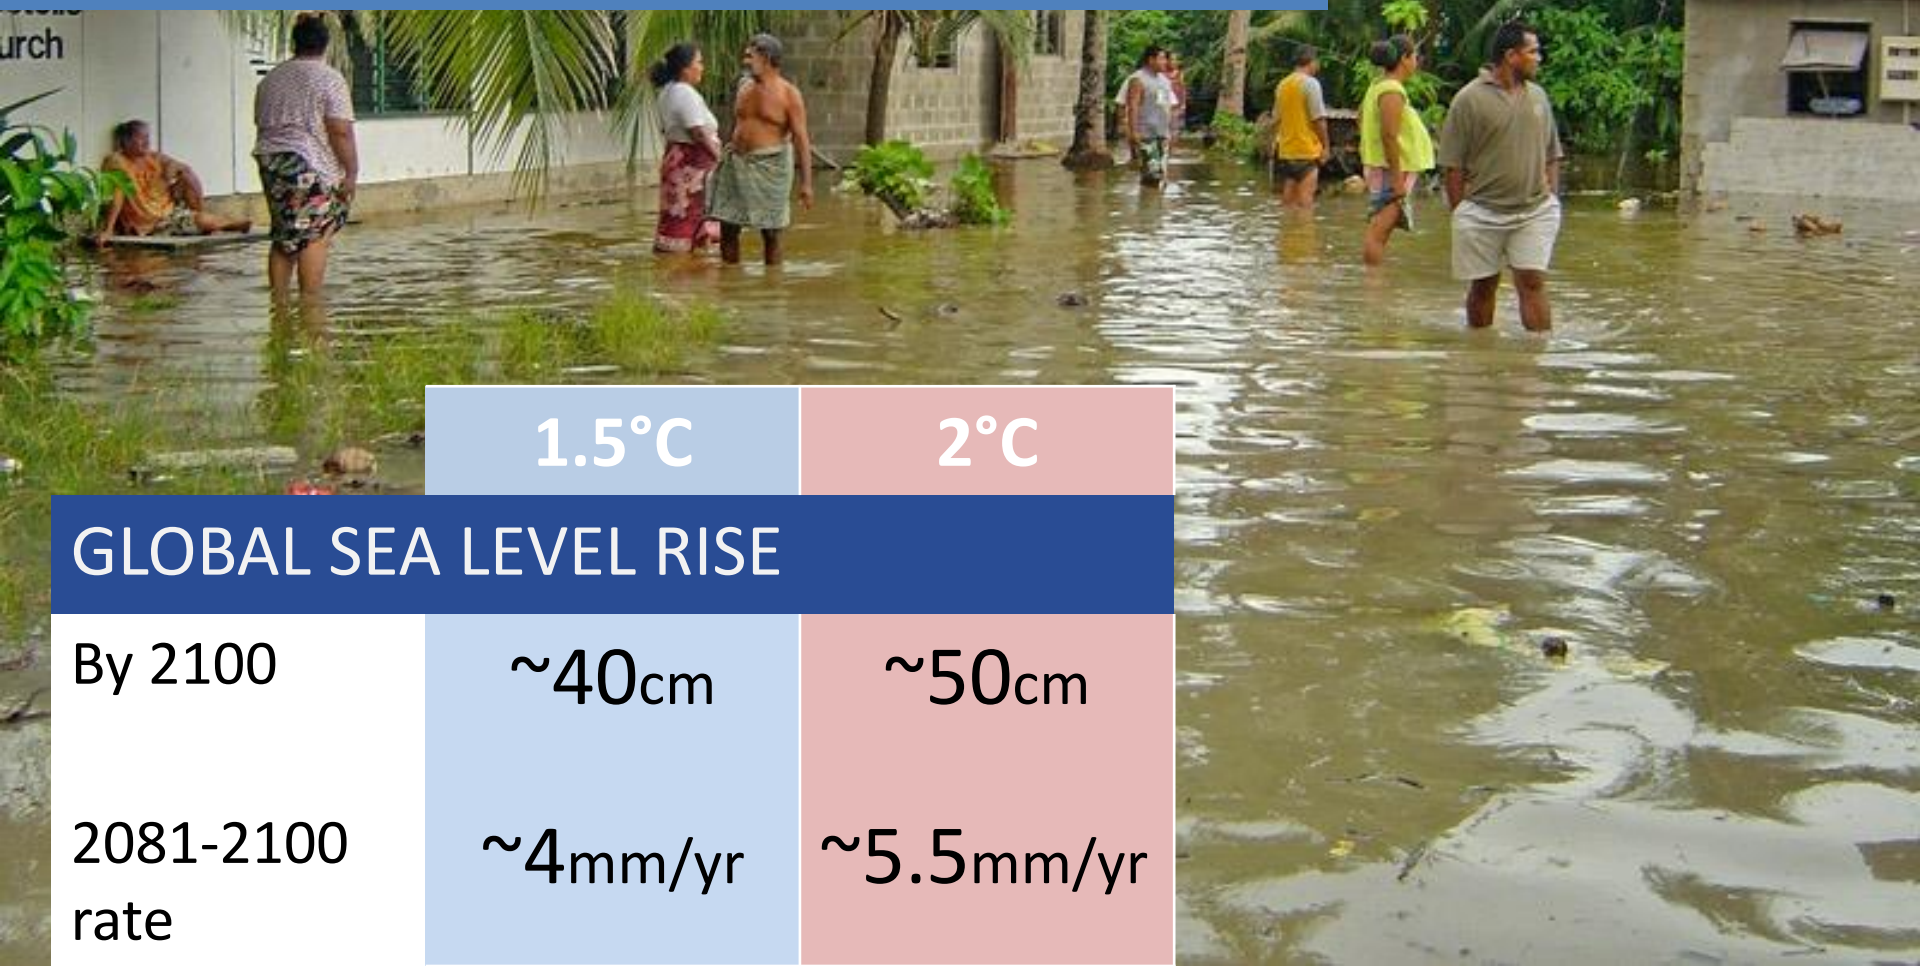 urch
1.5°C 2°C
GLOBAL SEA LEVEL RISE
By 2100 ~40cm ~50cm
2081-2100 ~4mm/yr ~5.5mm/yr
rate